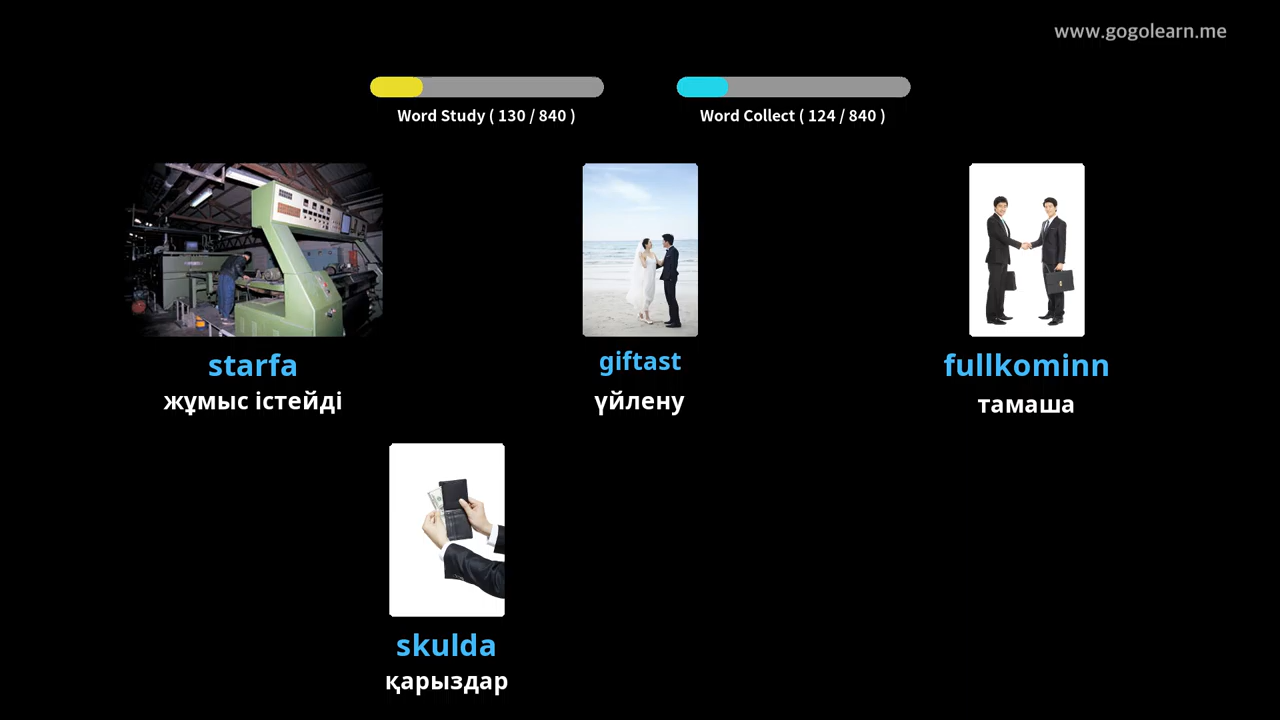 www.gogolearn.me
Word Study ( 130 / 840 )
Word Collect ( 124 / 840 )
starfa
жұмыс істейді
giftast
үйлену
fullkominn
тамаша
skulda
қарыздар